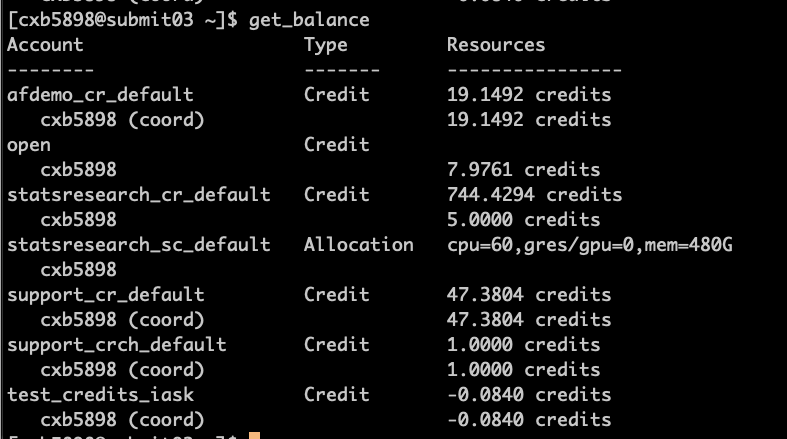 [cxb5898@submit03 ~]$ get_balance
Account Type Resources
-------- ------- ----------------
afdemo_cr_default Credit 19.1492 credits
cxb5898 (coord) 19.1492 credits
open Credit
cxb5898 7.9761 credits
statsresearch_cr_default Credit 744.4294 credits
cxb5898 5.0000 credits
statsresearch_sc_default Allocation cpu=60,gres/gpu=0,mem=480G
cxb5898
support_cr_default Credit 47.3804 credits
cxb5898 (coord) 47.3804 credits
support_crch_default Credit 1.0000 credits
cxb5898 (coord) 1.0000 credits
test_credits_iask Credit -0.0840 credits
cxb5898 (coord) -0.0840 credits